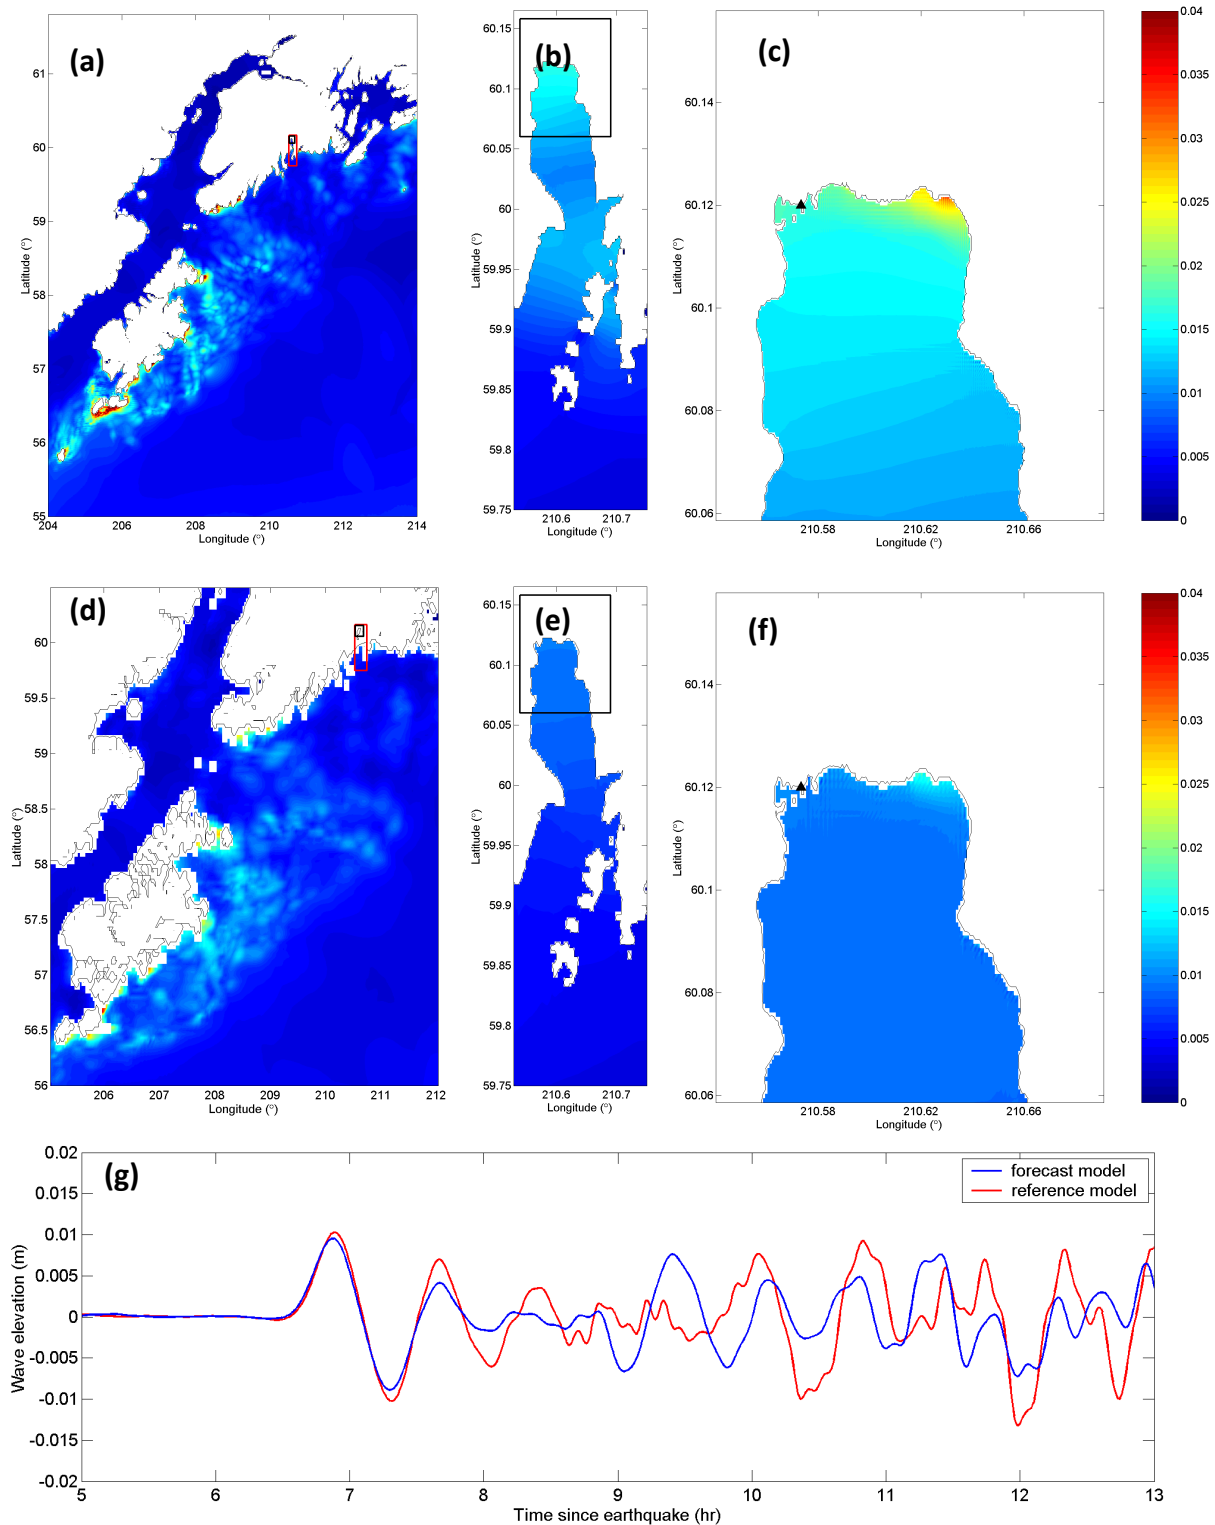 (a)
61
60
59
58
57
56
55
204 206 208 210 212 214
Latitude (°)
Longitude (°)
(b)
60.15
60.1
60.05
60
59.95
59.9
59.85
59.8
59.75
210.6 210.7
Latitude (°)
Longitude (°)
(c)
60.14
60.12
60.1
60.08
60.06
210.58 210.62 210.66
Latitude (°)
Longitude (°)
0.04
0.035
0.03
0.025
0.02
0.015
0.01
0.005
0
(d)
60
59.5
59
58.5
58
57.5
57
56.5
56
206 207 208 209 210 211 212
Latitude (°)
Longitude (°)
(e)
60.15
60.1
60.05
60
59.95
59.9
59.85
59.8
59.75
210.6 210.7
Latitude (°)
Longitude (°)
(f)
60.14
60.12
60.1
60.08
60.06
210.58 210.62 210.66
Latitude (°)
Longitude (°)
0.04
0.035
0.03
0.025
0.02
0.015
0.01
0.005
0
(g)
0.02
0.015
0.01
0.005
0
-0.005
-0.01
-0.015
-0.02
Wave elevation (m)
forecast model
reference model
5 6 7 8 9 10 11 12 13
Time since earthquake (hr)